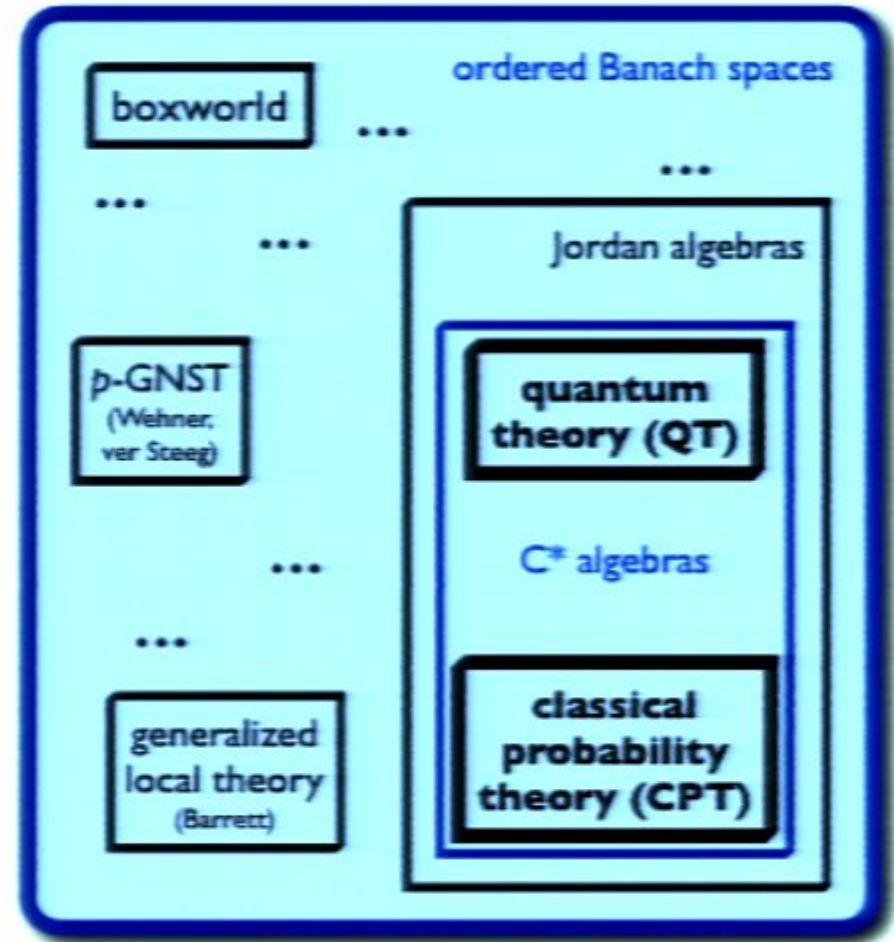 ordered Banach spaces
boxworld
...
...
...
...
Jordan algebras
p-GNST
(Wehner,
ver Steeg)
quantum
theory (QT)
C* algebras
...
...
generalized
local theory
(Barrett)
classical
probability
theory (CPT)